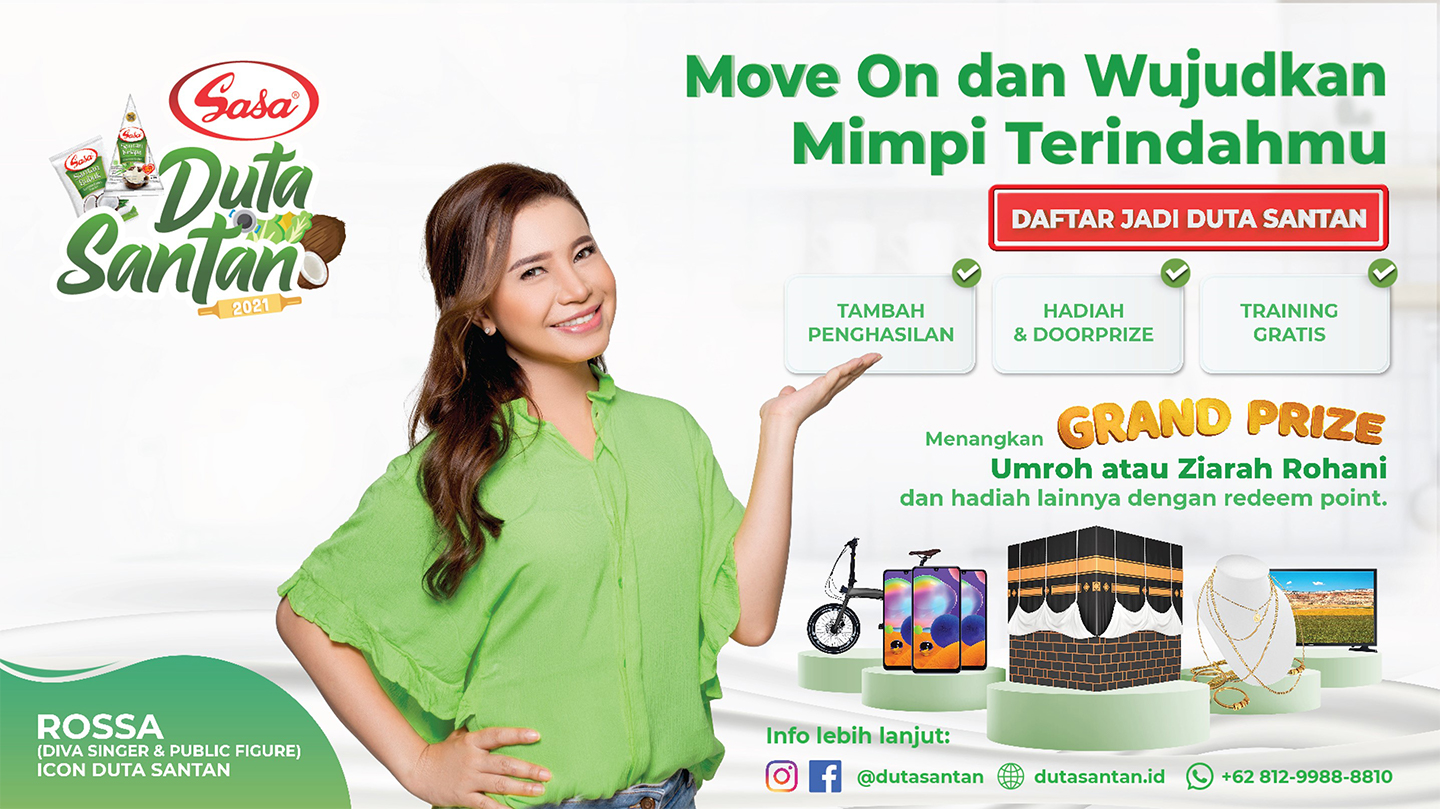 Sasa®
Duta
Santan
2021
Sasa
Sasa
Move On dan Wujudkan
Mimpi Terindahmu
DAFTAR JADI DUTA SANTAN
TAMBAH
PENGHASILAN
HADIAH
& DOORPRIZE
TRAINING
GRATIS
Menangkan GRAND PRIZE
Umroh atau Ziarah Rohani
dan hadiah lainnya dengan redeem point.
ROSSA
(DIVA SINGER & PUBLIC FIGURE)
ICON DUTA SANTAN
Info lebih lanjut:
@dutasantan dutasantan.id +62 812-9988-8810